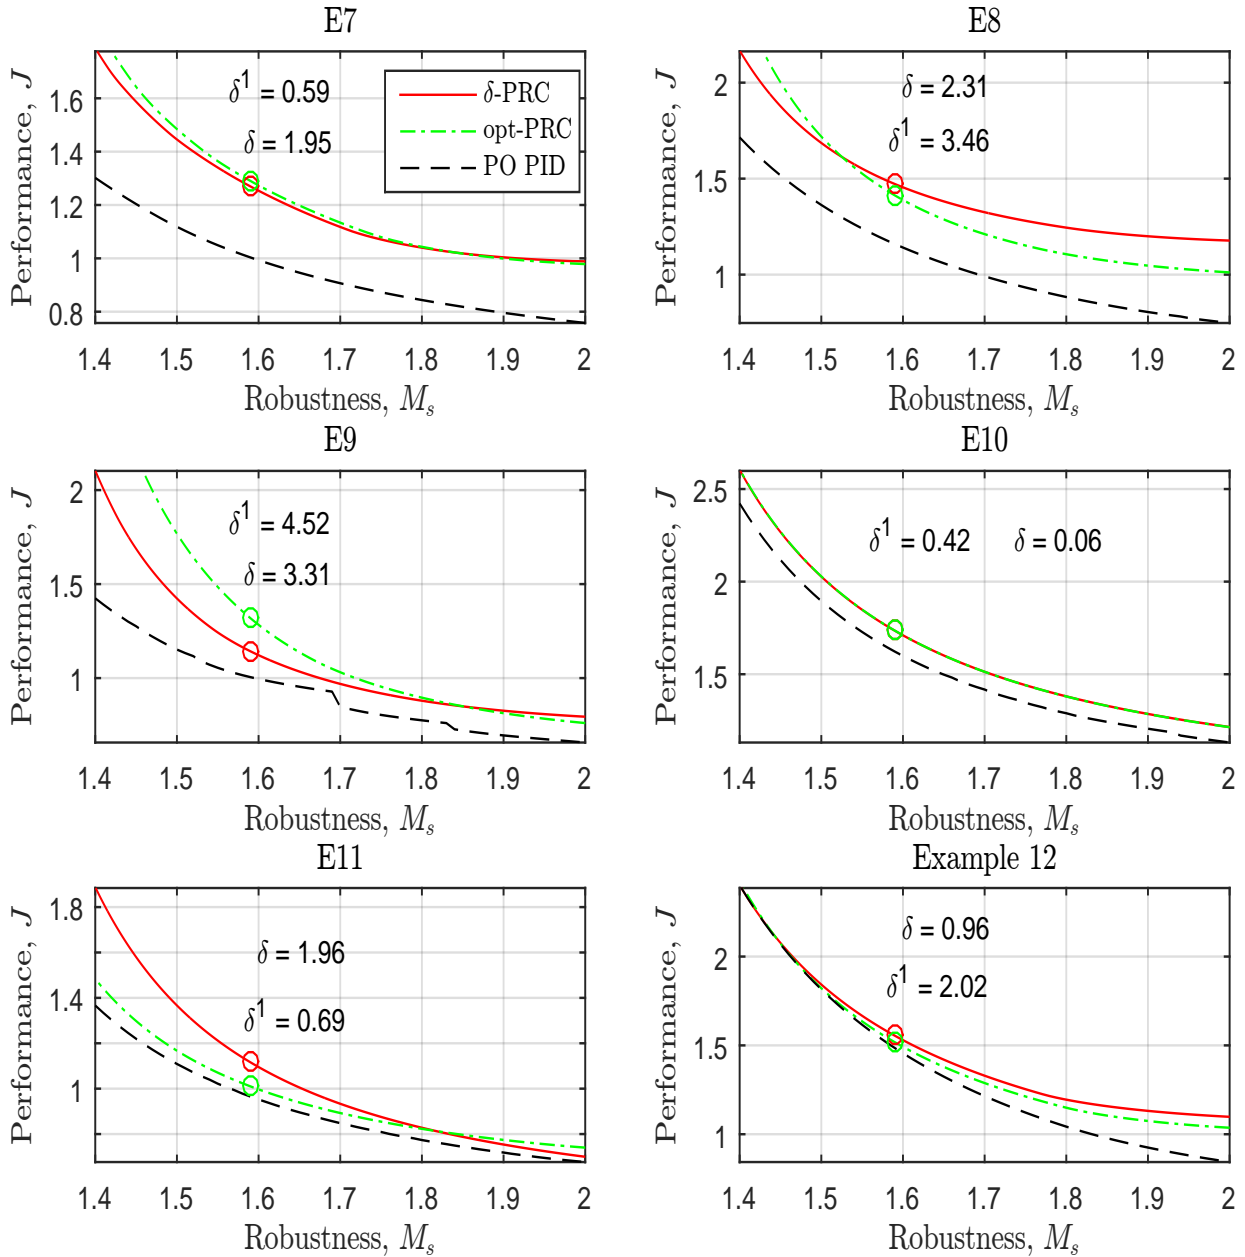 E7
Performance, J
1.6
1.4
1.2
1
0.8
δ¹ = 0.59
δ = 1.95
δ-PRC
opt-PRC
PO PID
1.4 1.5 1.6 1.7 1.8 1.9 2
Robustness, Mₛ
E8
Performance, J
2
1.5
1
δ = 2.31
δ¹ = 3.46
1.4 1.5 1.6 1.7 1.8 1.9 2
Robustness, Mₛ
E9
Performance, J
2
1.5
1
δ¹ = 4.52
δ = 3.31
1.4 1.5 1.6 1.7 1.8 1.9 2
Robustness, Mₛ
E10
Performance, J
2.5
2
1.5
δ¹ = 0.42 δ = 0.06
1.4 1.5 1.6 1.7 1.8 1.9 2
Robustness, Mₛ
E11
Performance, J
1.8
1.4
1
δ = 1.96
δ¹ = 0.69
1.4 1.5 1.6 1.7 1.8 1.9 2
Robustness, Mₛ
Example 12
Performance, J
2
1.5
1
δ = 0.96
δ¹ = 2.02
1.4 1.5 1.6 1.7 1.8 1.9 2
Robustness, Mₛ